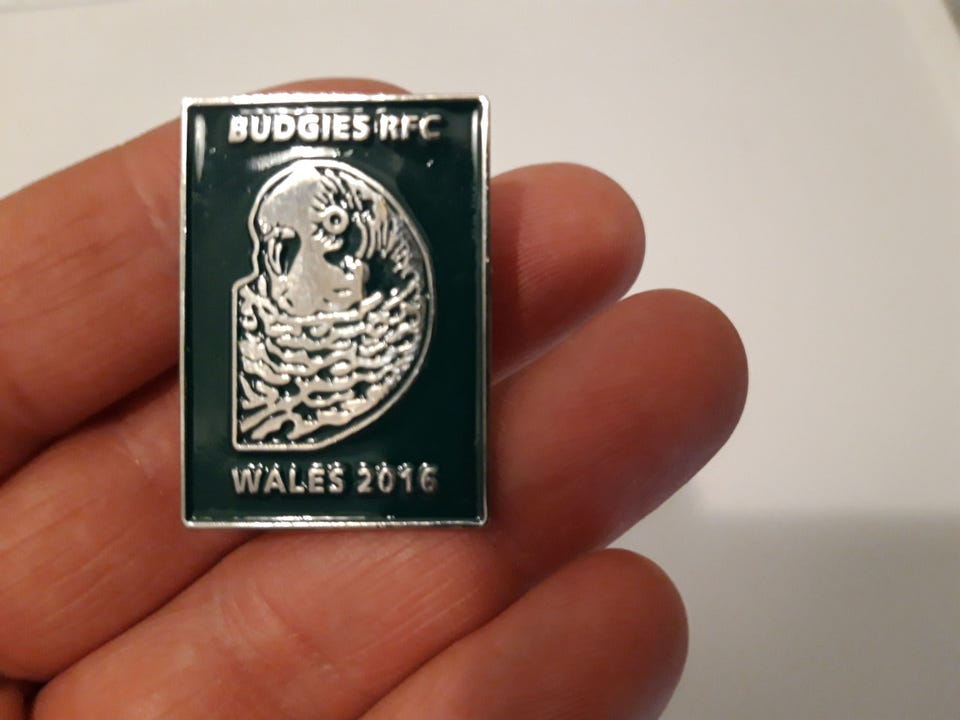 BUDGIES RFC
WALES 2016